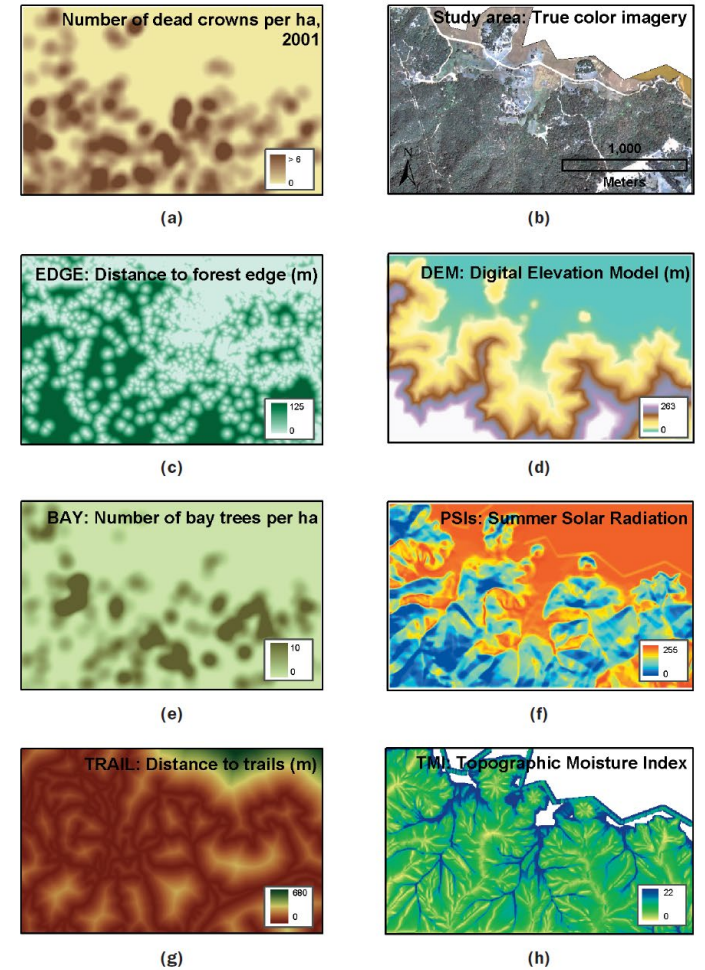 Number of dead crowns per ha,
2001
> 6
0
(a)
Study area: True color imagery
N
1,000
Meters
(b)
EDGE: Distance to forest edge (m)
125
0
(c)
DEM: Digital Elevation Model (m)
263
0
(d)
BAY: Number of bay trees per ha
10
0
(e)
PSIs: Summer Solar Radiation
255
0
(f)
TRAIL: Distance to trails (m)
680
0
(g)
TMI: Topographic Moisture Index
22
0
(h)